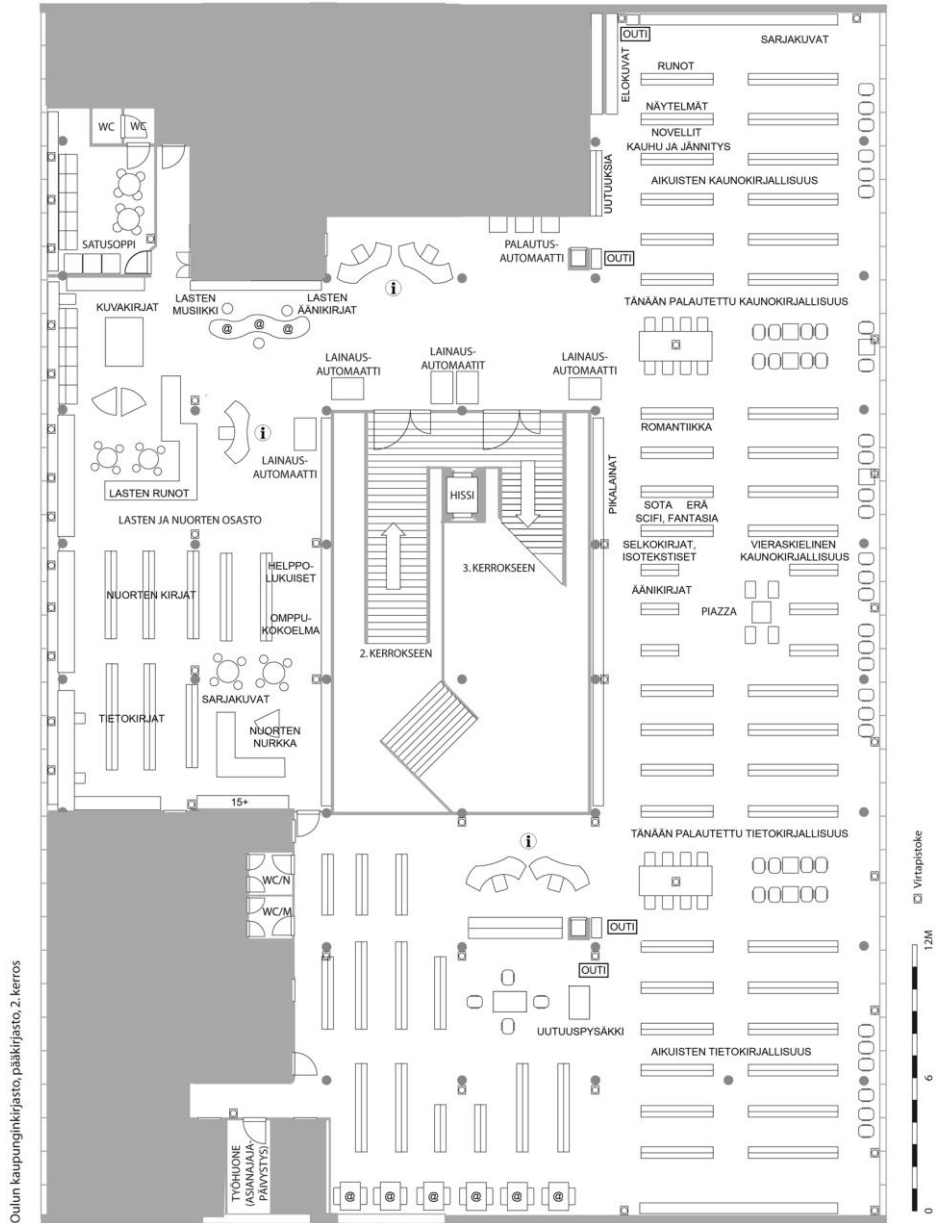 OUTI
SARJAKUVAT
ELOKUVAT
RUNOT
NÄYTELMÄT
NOVELLIT
KAUHU JA JÄNNITYS
UUTUUKSIA
AIKUISTEN KAUNOKIRJALLISUUS
WC
WC
SATUSOPPI
PALAUTUS-
AUTOMAATTI
OUTI
i
KUVAKIRJAT
LASTEN
MUSIIKKI
LASTEN
ÄÄNIKIRJAT
@ @ @
TÄNÄÄN PALAUTETTU KAUNOKIRJALLISUUS
LAINAUS-
AUTOMAATTI
LAINAUS-
AUTOMAATIT
LAINAUS-
AUTOMAATTI
i
LAINAUS-
AUTOMAATTI
ROMANTIIKKA
LASTEN RUNOT
HISSI
PIKALAINAT
SOTA ERÄ
SCIFI, FANTASIA
LASTEN JA NUORTEN OSASTO
SELKOKIRJAT,
ISOTEKSTISET
VIERASKIELINEN
KAUNOKIRJALLISUUS
3. KERROKSEEN
HELPPO-
LUKUISET
NUORTEN KIRJAT
ÄÄNIKIRJAT
PIAZZA
OMPPU-
KOKOELMA
2. KERROKSEEN
SARJAKUVAT
TIETOKIRJAT
NUORTEN
NURKKA
15+
TÄNÄÄN PALAUTETTU TIETOKIRJALLISUUS
i
WC/N
WC/M
OUTI
OUTI
UUTUUSPYSÄKKI
AIKUISTEN TIETOKIRJALLISUUS
TYÖHUONE
(ASIANAJAJA-
PÄIVYSTYS)
@ @ @ @ @ @
Oulun kaupunginkirjasto, pääkirjasto, 2. kerros
Virtapistoke
0 6 12M